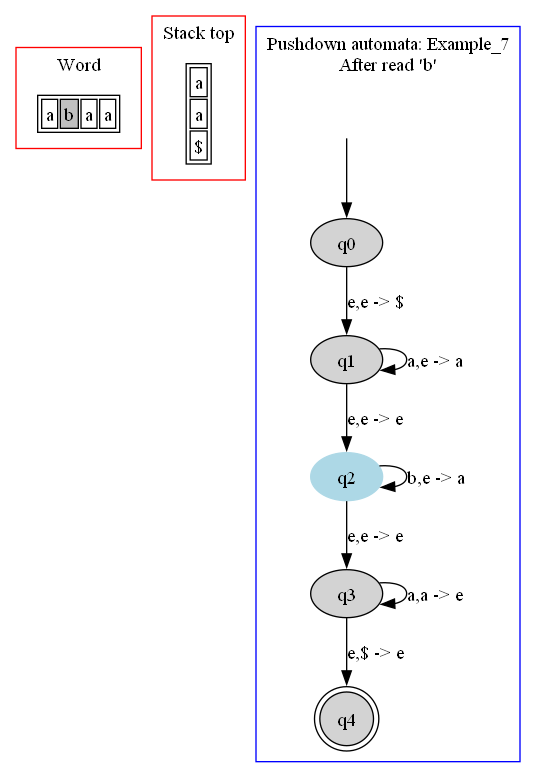 Word
a b a a
Stack top
a
a
$
Pushdown automata: Example_7
After read 'b'
q0
e,e -> $
q1
a,e -> a
e,e -> e
q2
b,e -> a
e,e -> e
q3
a,a -> e
e,$ -> e
q4